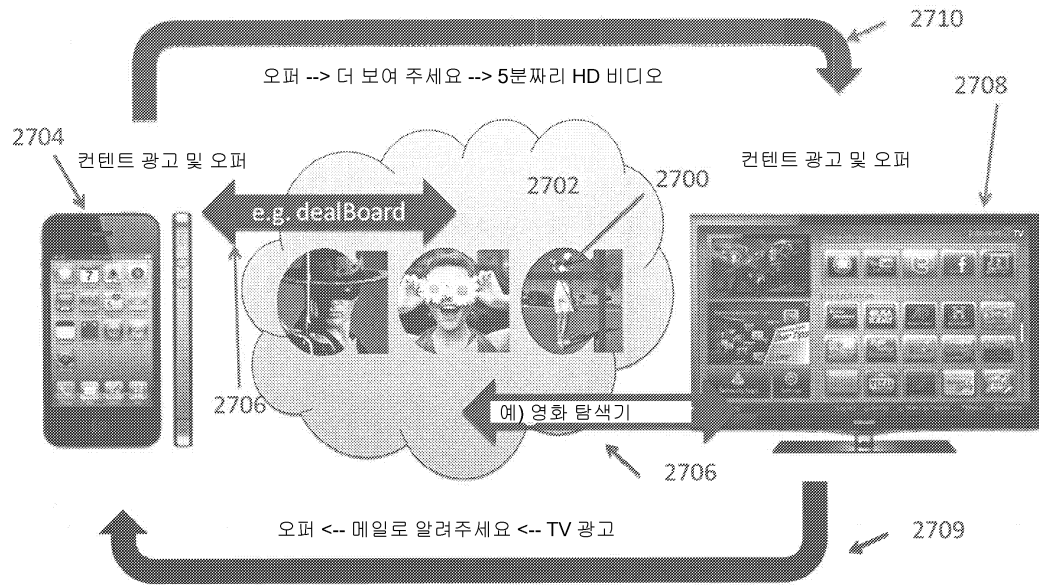 2710
오퍼 --> 더 보여 주세요 --> 5분짜리 HD 비디오
2708
2704
컨텐트 광고 및 오퍼
컨텐트 광고 및 오퍼
2702
2700
e.g. dealBoard
TV
7
f
2706
예) 영화 탐색기
2706
오퍼 <-- 메일로 알려주세요 <-- TV 광고
2709